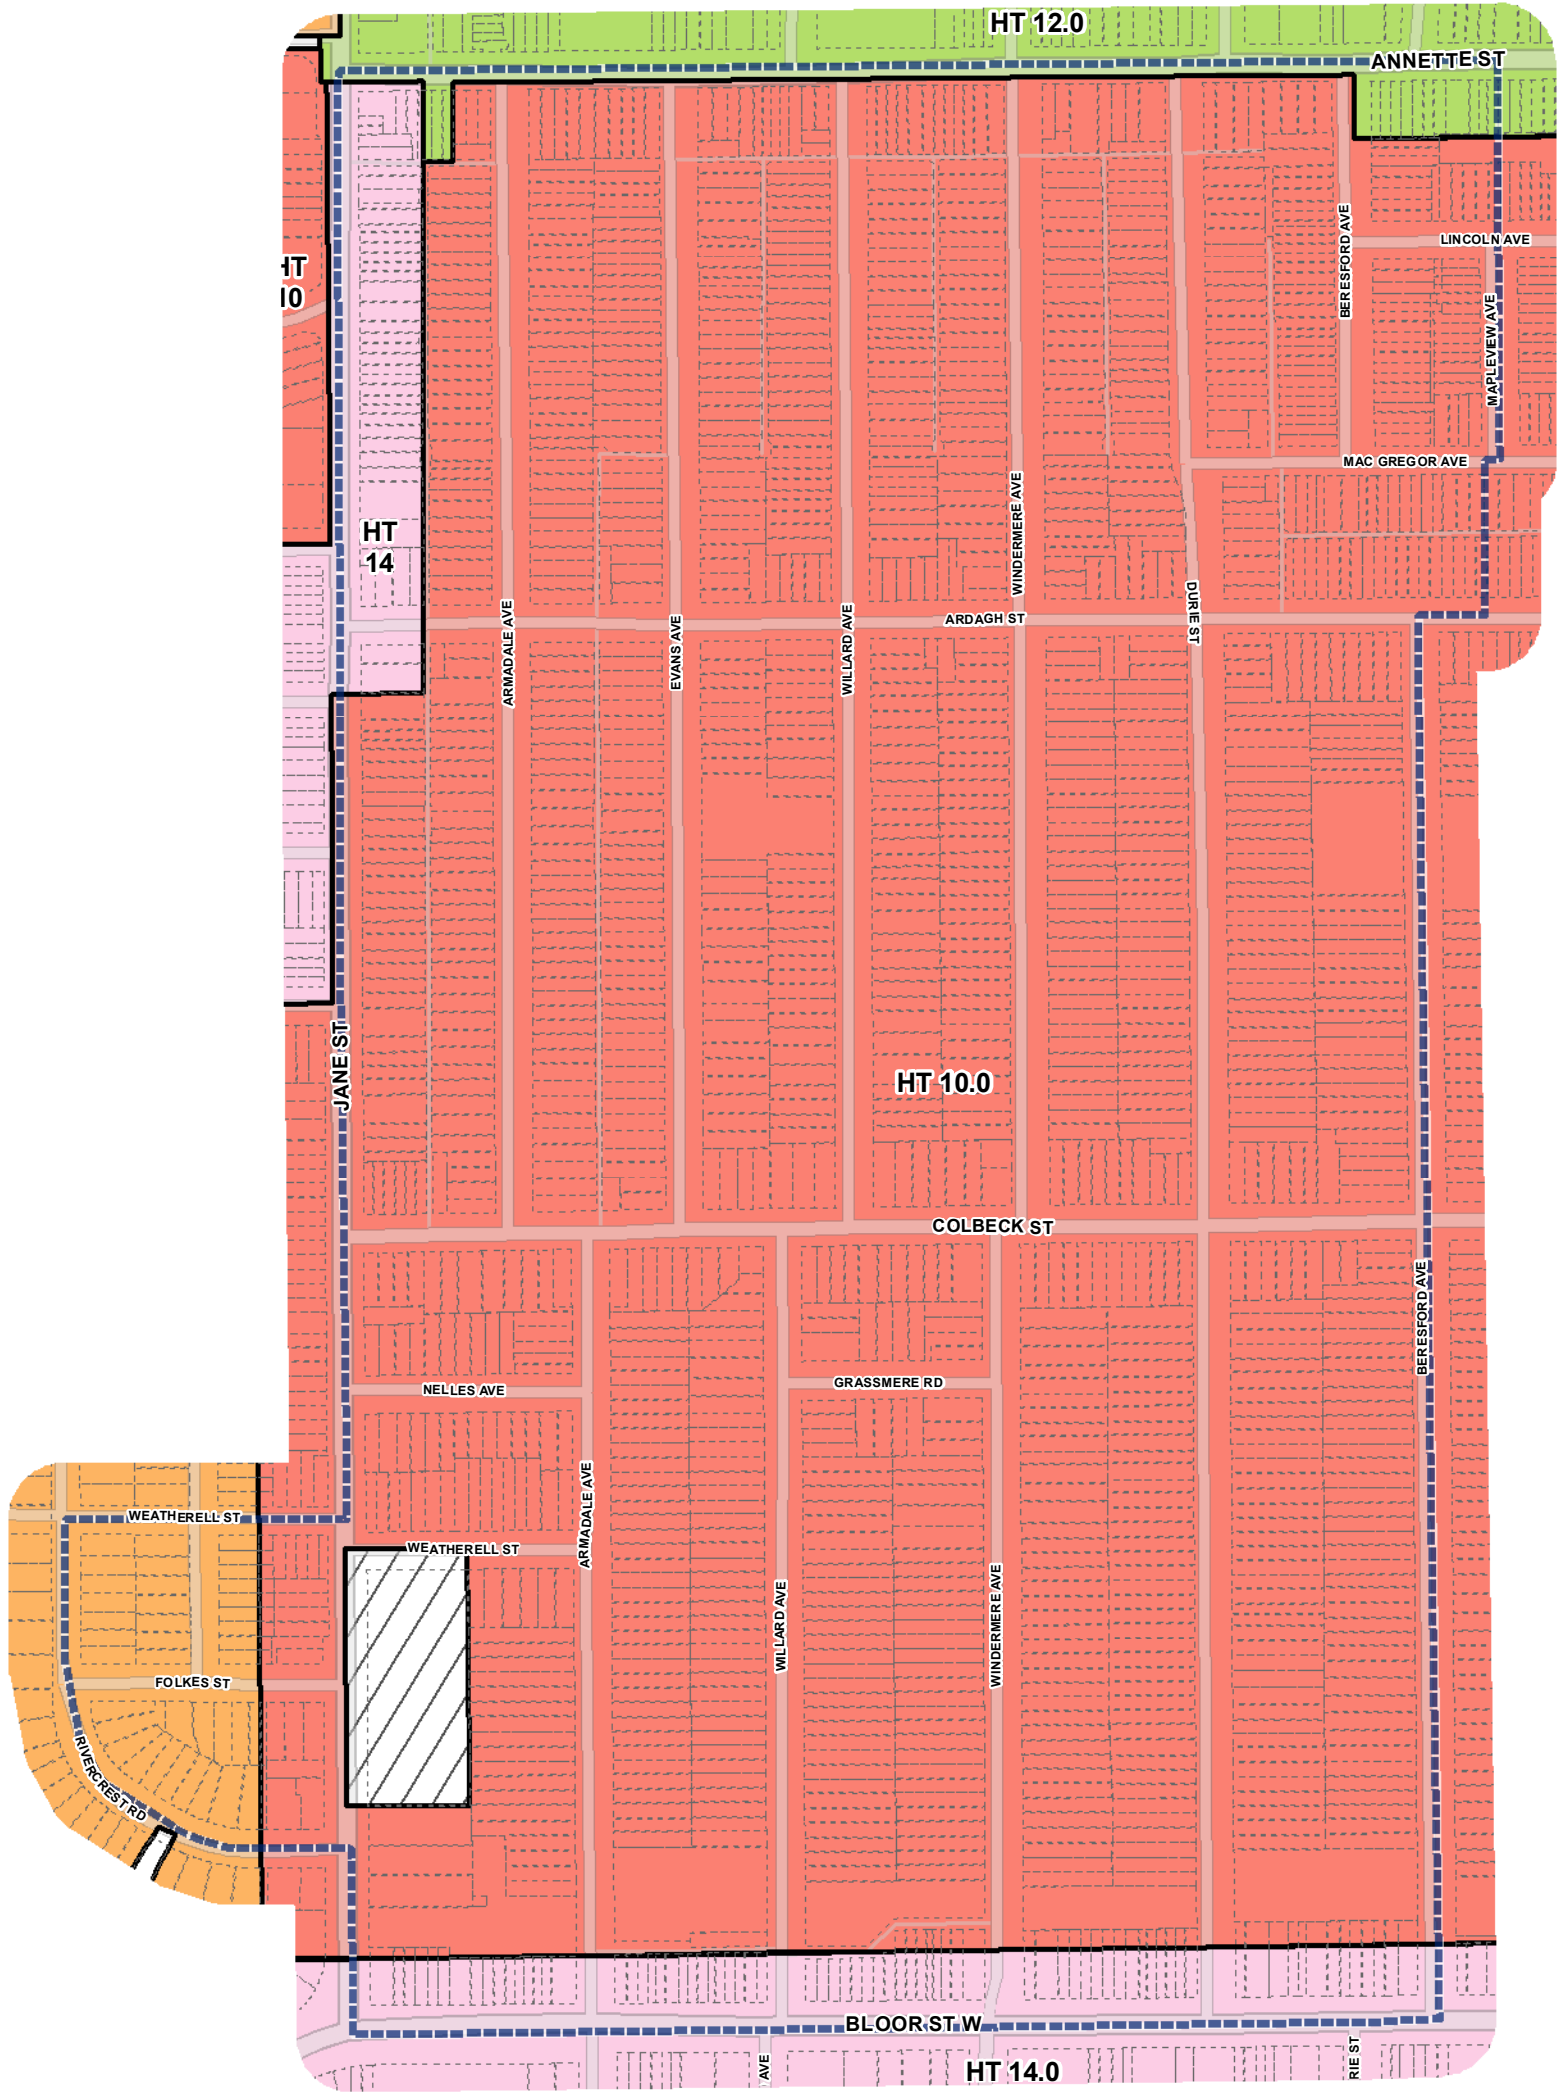 HT 12.0
ANNETTE ST
BERESFORD AVE
LINCOLN AVE
HT
10
MAPLEVIEW AVE
MAC GREGOR AVE
WINDERMERE AVE
HT
14
DURIE ST
ARMADALE AVE
EVANS AVE
WILLARD AVE
ARDAGH ST
JANE ST
HT 10.0
COLBECK ST
BERESFORD AVE
NELLES AVE
GRASSMERE RD
ARMADALE AVE
WEATHERELL ST
WEATHERELL ST
WILLARD AVE
WINDERMERE AVE
FOLKES ST
RIVERCREST RD
BLOOR ST W
AVE
HT 14.0
RIE ST